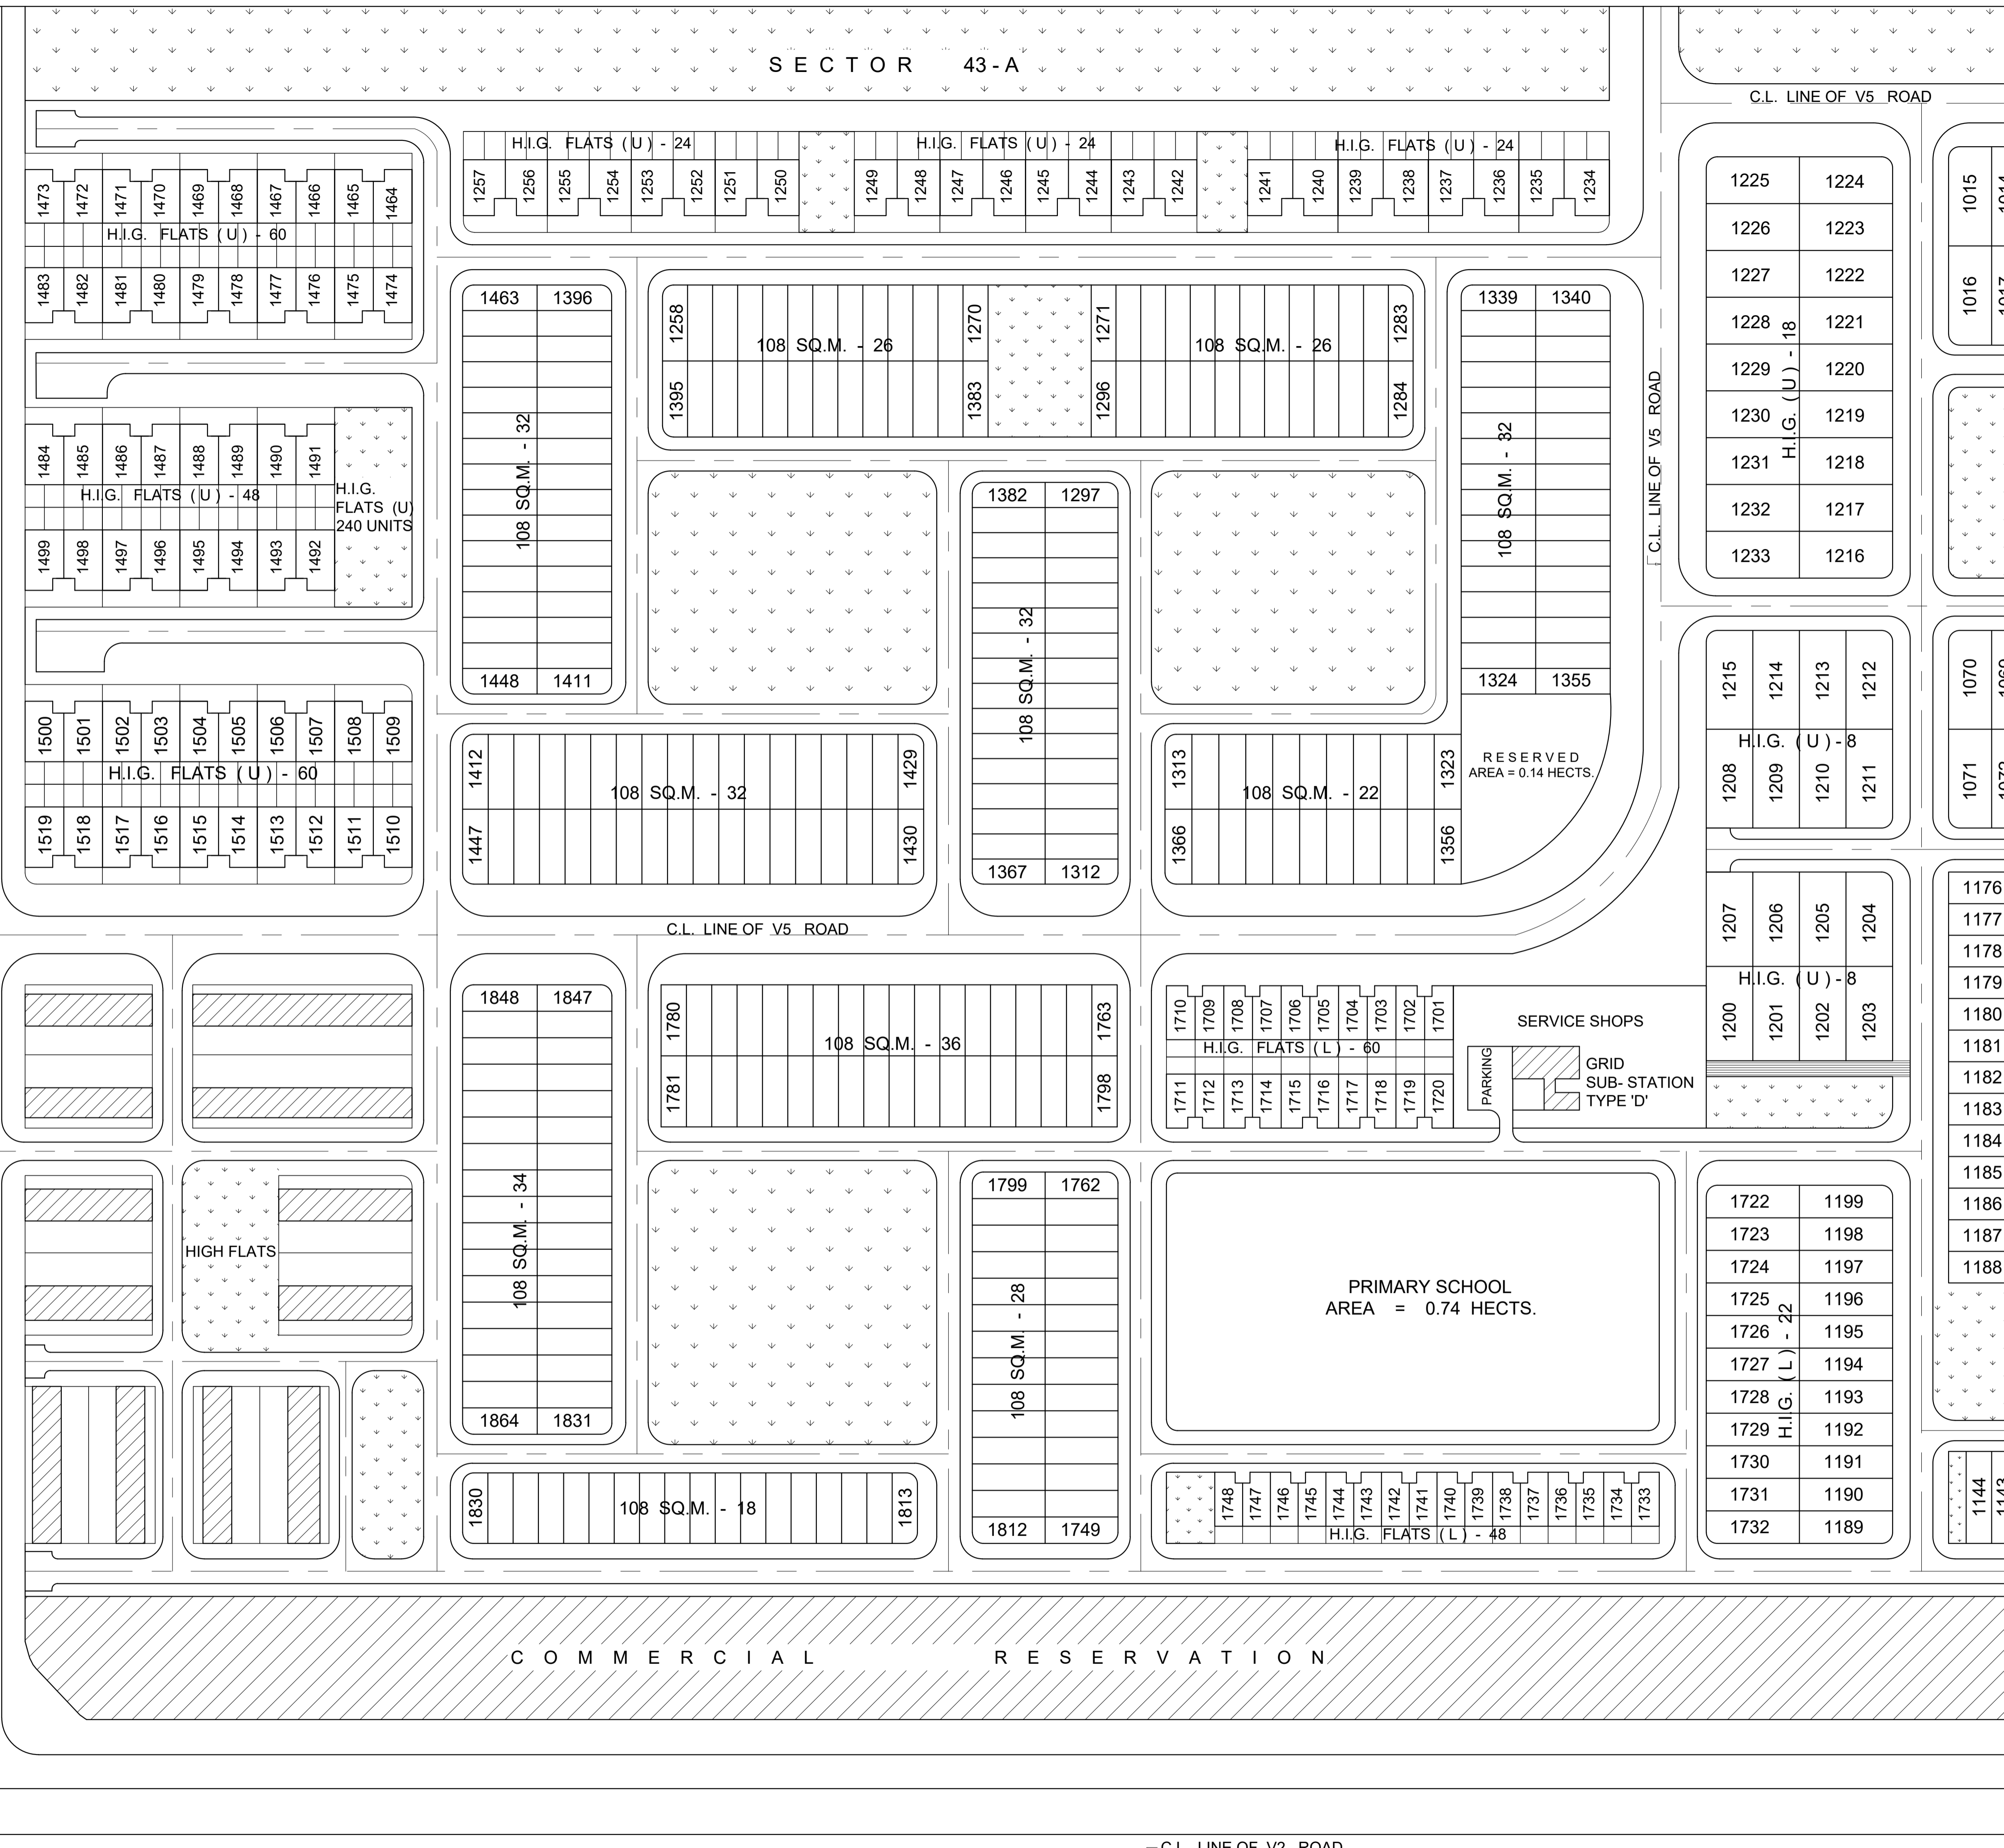 SECTOR 43-A
C.L. LINE OF V5 ROAD
H.I.G. FLATS (U) - 24
H.I.G. FLATS (U) - 24
H.I.G. FLATS (U) - 24
1257 1256 1255 1254 1253 1252 1251 1250
1249 1248 1247 1246 1245 1244 1243 1242
1241 1240 1239 1238 1237 1236 1235 1234
1473 1472 1471 1470 1469 1468 1467 1466 1465 1464
H.I.G. FLATS (U) - 60
1483 1482 1481 1480 1479 1478 1477 1476 1475 1474
1484 1485 1486 1487 1488 1489 1490 1491
H.I.G. FLATS (U) - 48
1499 1498 1497 1496 1495 1494 1493 1492
H.I.G.
FLATS (U)
240 UNITS
1500 1501 1502 1503 1504 1505 1506 1507 1508 1509
H.I.G. FLATS (U) - 60
1519 1518 1517 1516 1515 1514 1513 1512 1511 1510
1463 1396
108 SQ.M. - 32
1448 1411
1258 1270
108 SQ.M. - 26
1395 1383
1271 1283
108 SQ.M. - 26
1296 1284
1339 1340
108 SQ.M. - 32
1324 1355
C.L. LINE OF V5 ROAD
1382 1297
108 SQ.M. - 32
1367 1312
1412 1429
108 SQ.M. - 32
1447 1430
1313 1323
108 SQ.M. - 22
1366 1356
RESERVED
AREA = 0.14 HECTS.
1225 1224
1226 1223
1227 1222
1228 1221
1229 1220
1230 1219
1231 1218
1232 1217
1233 1216
H.I.G. (U) - 18
1015
1016
1215 1214 1213 1212
H.I.G. (U) - 8
1208 1209 1210 1211
1070
1071
1207 1206 1205 1204
H.I.G. (U) - 8
1200 1201 1202 1203
1176
1177
1178
1179
1180
1181
1182
1183
1184
1185
1186
1187
1188
C.L. LINE OF V5 ROAD
1848 1847
108 SQ.M. - 34
1864 1831
1780 1763
108 SQ.M. - 36
1781 1798
1710 1709 1708 1707 1706 1705 1704 1703 1702 1701
H.I.G. FLATS (L) - 60
1711 1712 1713 1714 1715 1716 1717 1718 1719 1720
SERVICE SHOPS
PARKING
GRID
SUB- STATION
TYPE 'D'
HIGH FLATS
1799 1762
108 SQ.M. - 28
1812 1749
PRIMARY SCHOOL
AREA = 0.74 HECTS.
1722 1199
1723 1198
1724 1197
1725 1196
1726 1195
1727 1194
1728 1193
1729 1192
1730 1191
1731 1190
1732 1189
H.I.G. (L) - 22
1830 1813
108 SQ.M. - 18
1748 1747 1746 1745 1744 1743 1742 1741 1740 1739 1738 1737 1736 1735 1734 1733
H.I.G. FLATS (L) - 48
1144
COMMERCIAL RESERVATION
C.L. LINE OF V2 ROAD